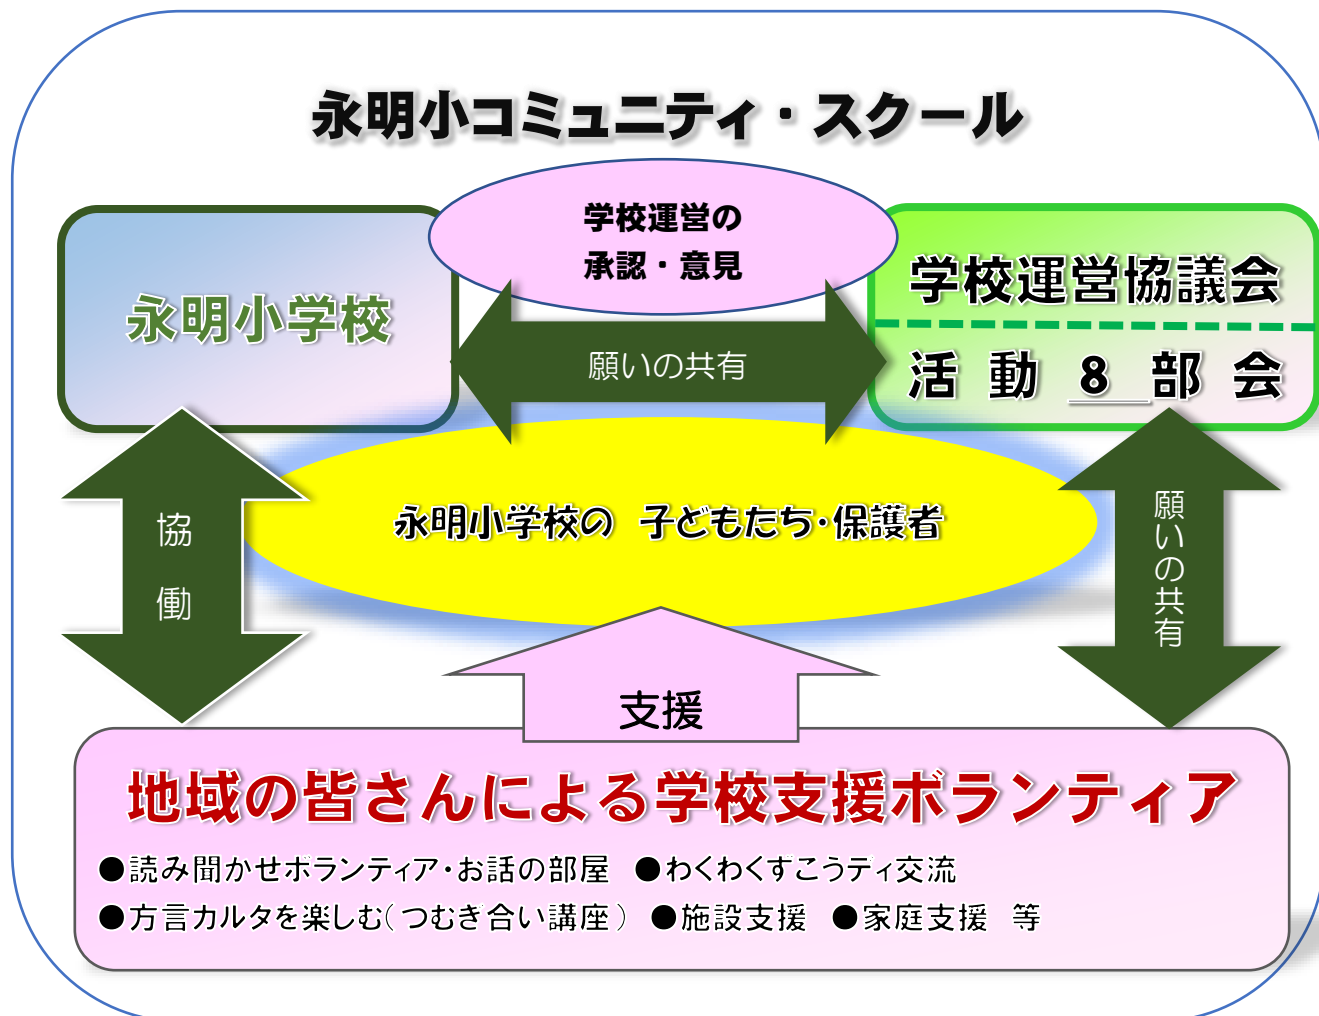 永明小コミュニティ・スクール
学校運営の
承認・意見
永明小学校
学校運営協議会
活動 8 部会
願いの共有
永明小学校の 子どもたち・保護者
協働
願いの共有
支援
地域の皆さんによる学校支援ボランティア
●読み聞かせボランティア・お話の部屋 ●わくわくずこうディ交流
●方言カルタを楽しむ(つむぎ合い講座) ●施設支援 ●家庭支援 等